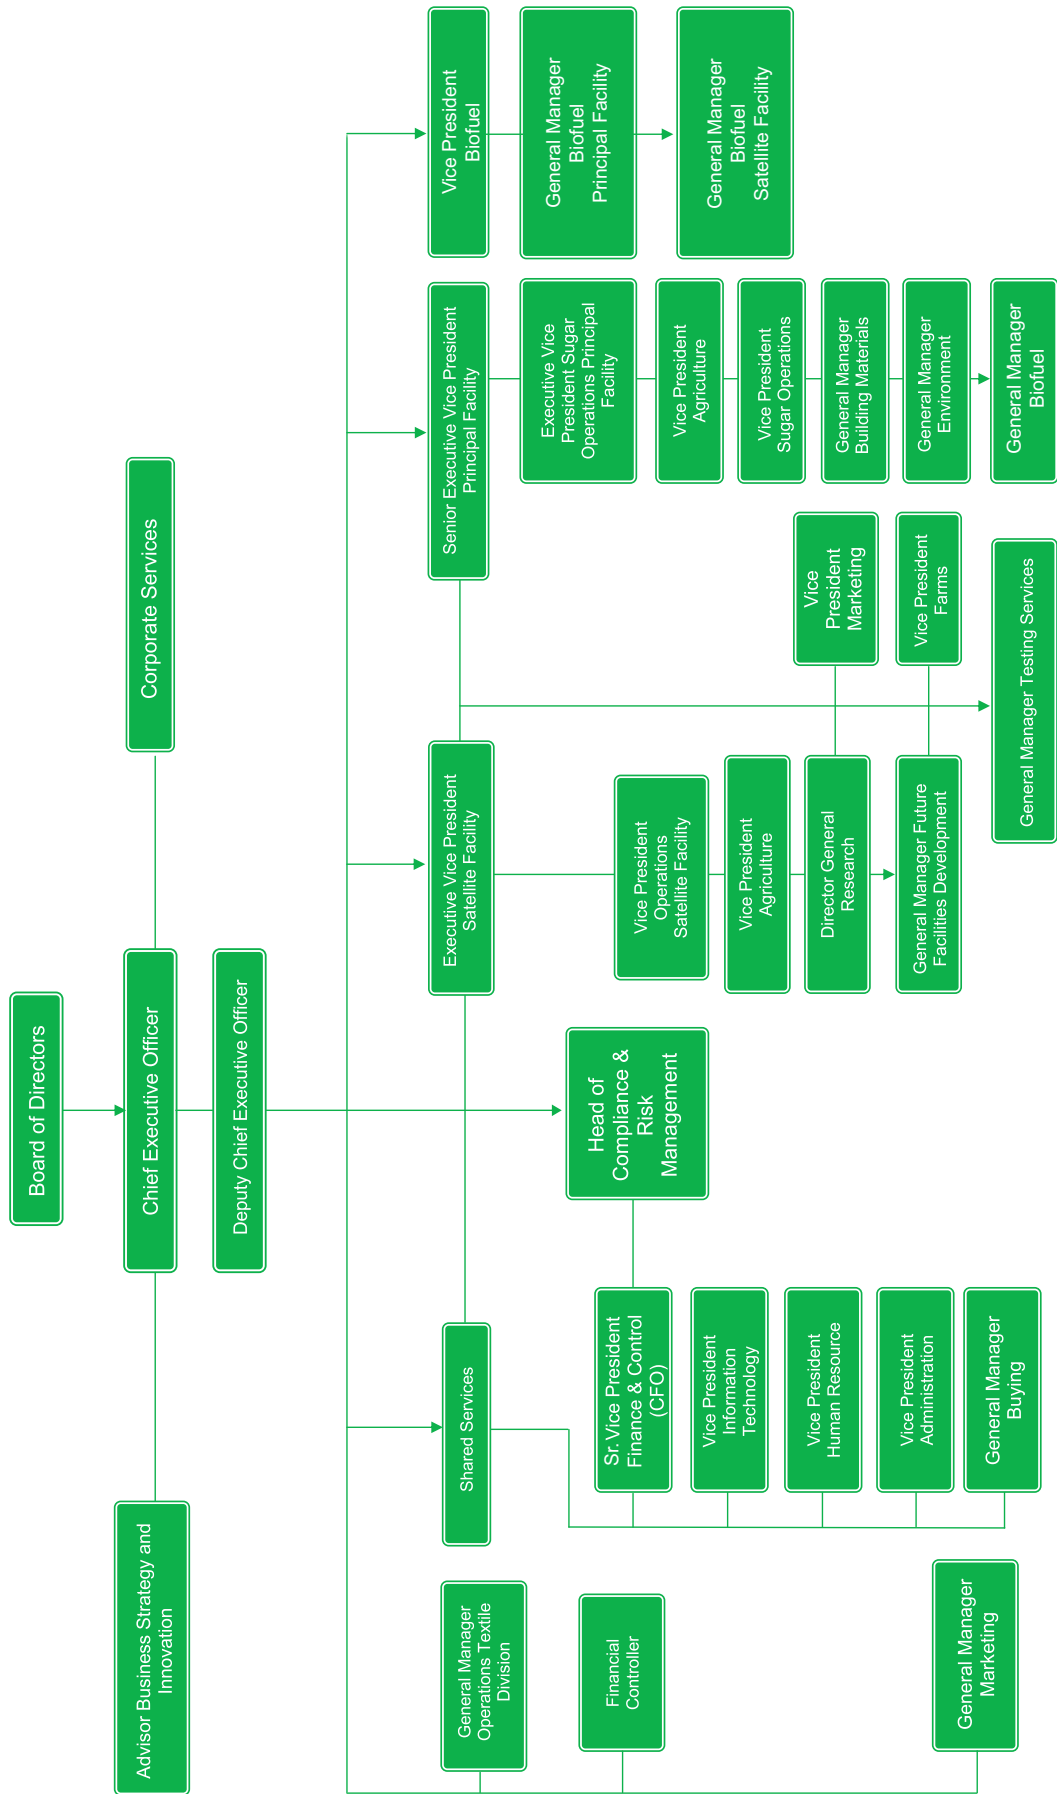 Board of Directors
Advisor Business Strategy and
Innovation
Chief Executive Officer
Corporate Services
Deputy Chief Executive Officer
General Manager
Operations Textile
Division
Financial
Controller
General Manager
Marketing
Shared Services
Sr. Vice President
Finance & Control
(CFO)
Vice President
Information
Technology
Vice President
Human Resource
Vice President
Administration
General Manager
Buying
Head of
Compliance &
Risk
Management
Executive Vice President
Satellite Facility
Vice President
Operations
Satellite Facility
Vice President
Agriculture
Director General
Research
General Manager Future
Facilities Development
Vice
President
Marketing
Vice President
Farms
General Manager Testing Services
Senior Executive Vice President
Principal Facility
Executive Vice
President Sugar
Operations Principal
Facility
Vice President
Agriculture
Vice President
Sugar Operations
General Manager
Building Materials
General Manager
Environment
General Manager
Biofuel
Vice President
Biofuel
General Manager
Biofuel
Principal Facility
General Manager
Biofuel
Satellite Facility